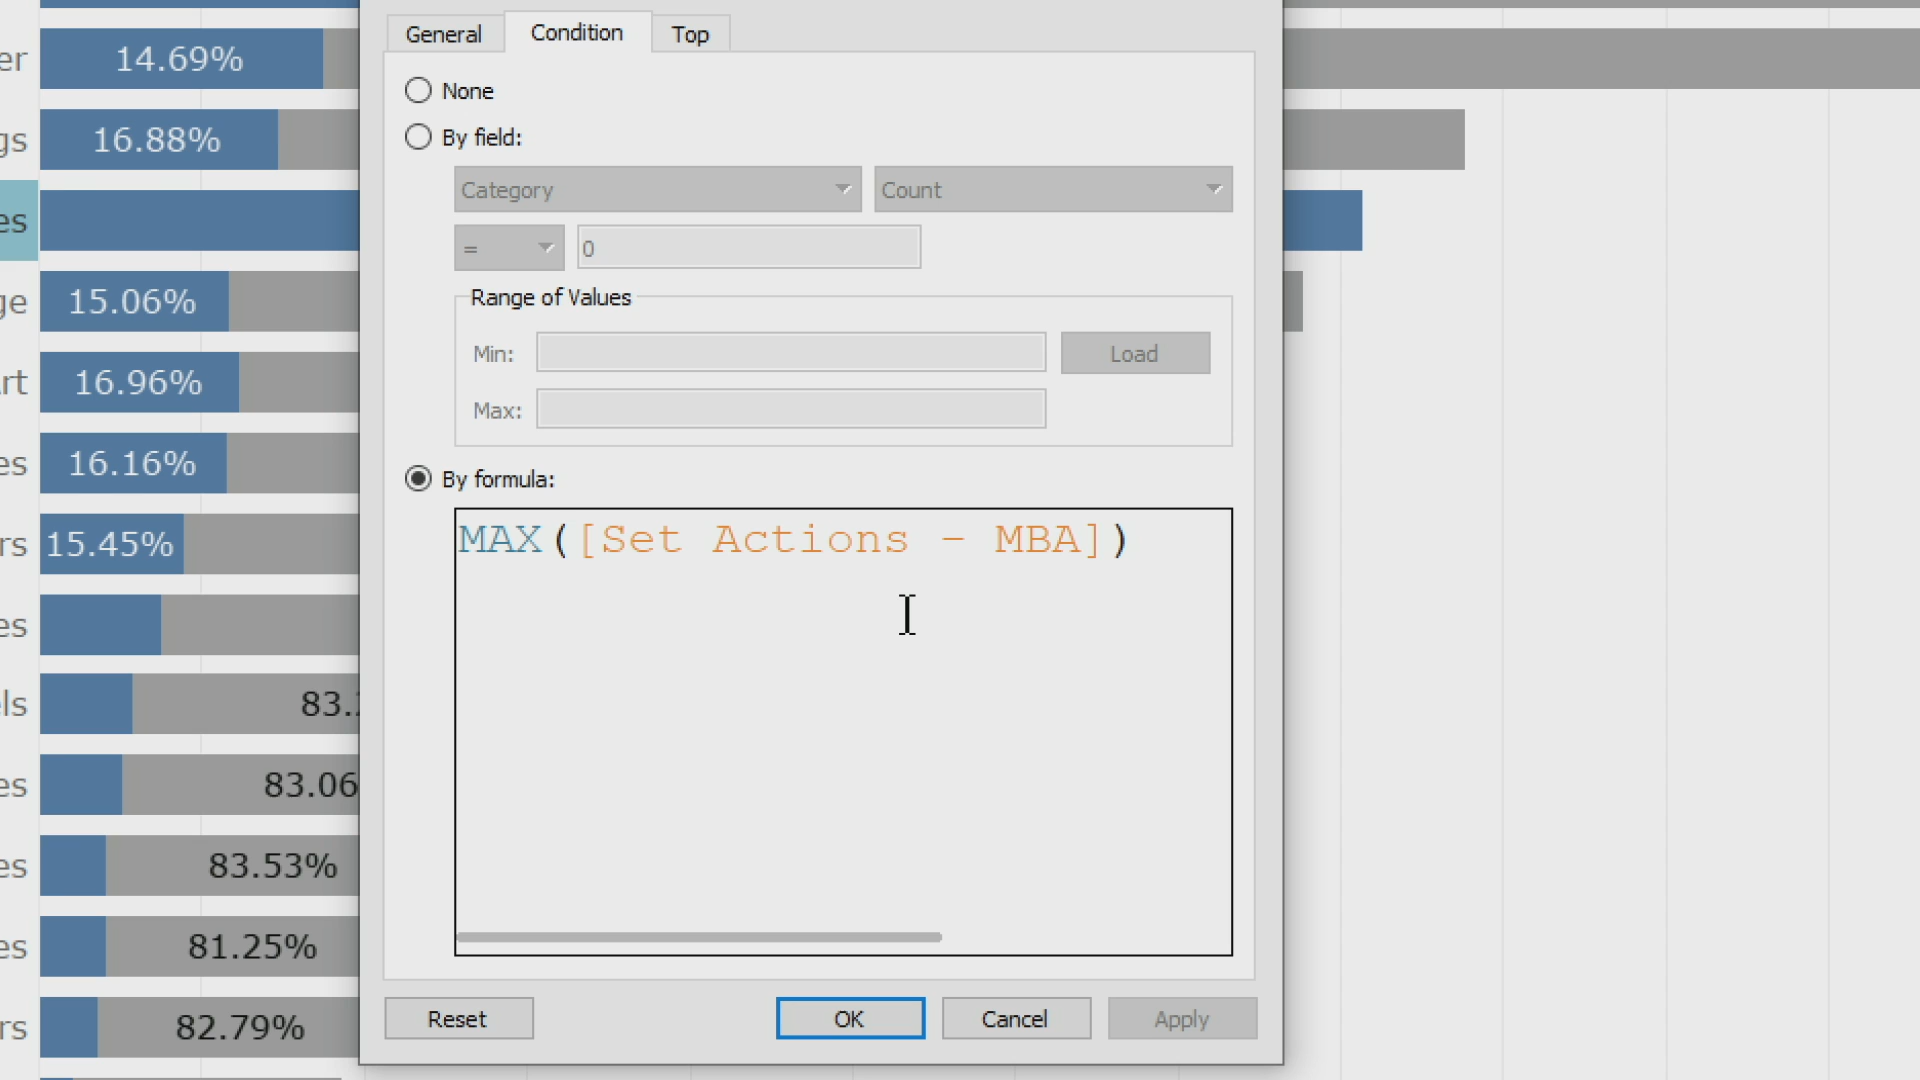 General Condition Top
None
By field:
Category Count
= 0
Range of Values
Min: Load
Max:
By formula:
MAX([Set Actions - MBA])
Reset OK Cancel Apply
er 14.69%
gs 16.88%
es
ge 15.06%
rt 16.96%
es 16.16%
rs 15.45%
es
els 83.
es 83.06
es 83.53%
es 81.25%
rs 82.79%